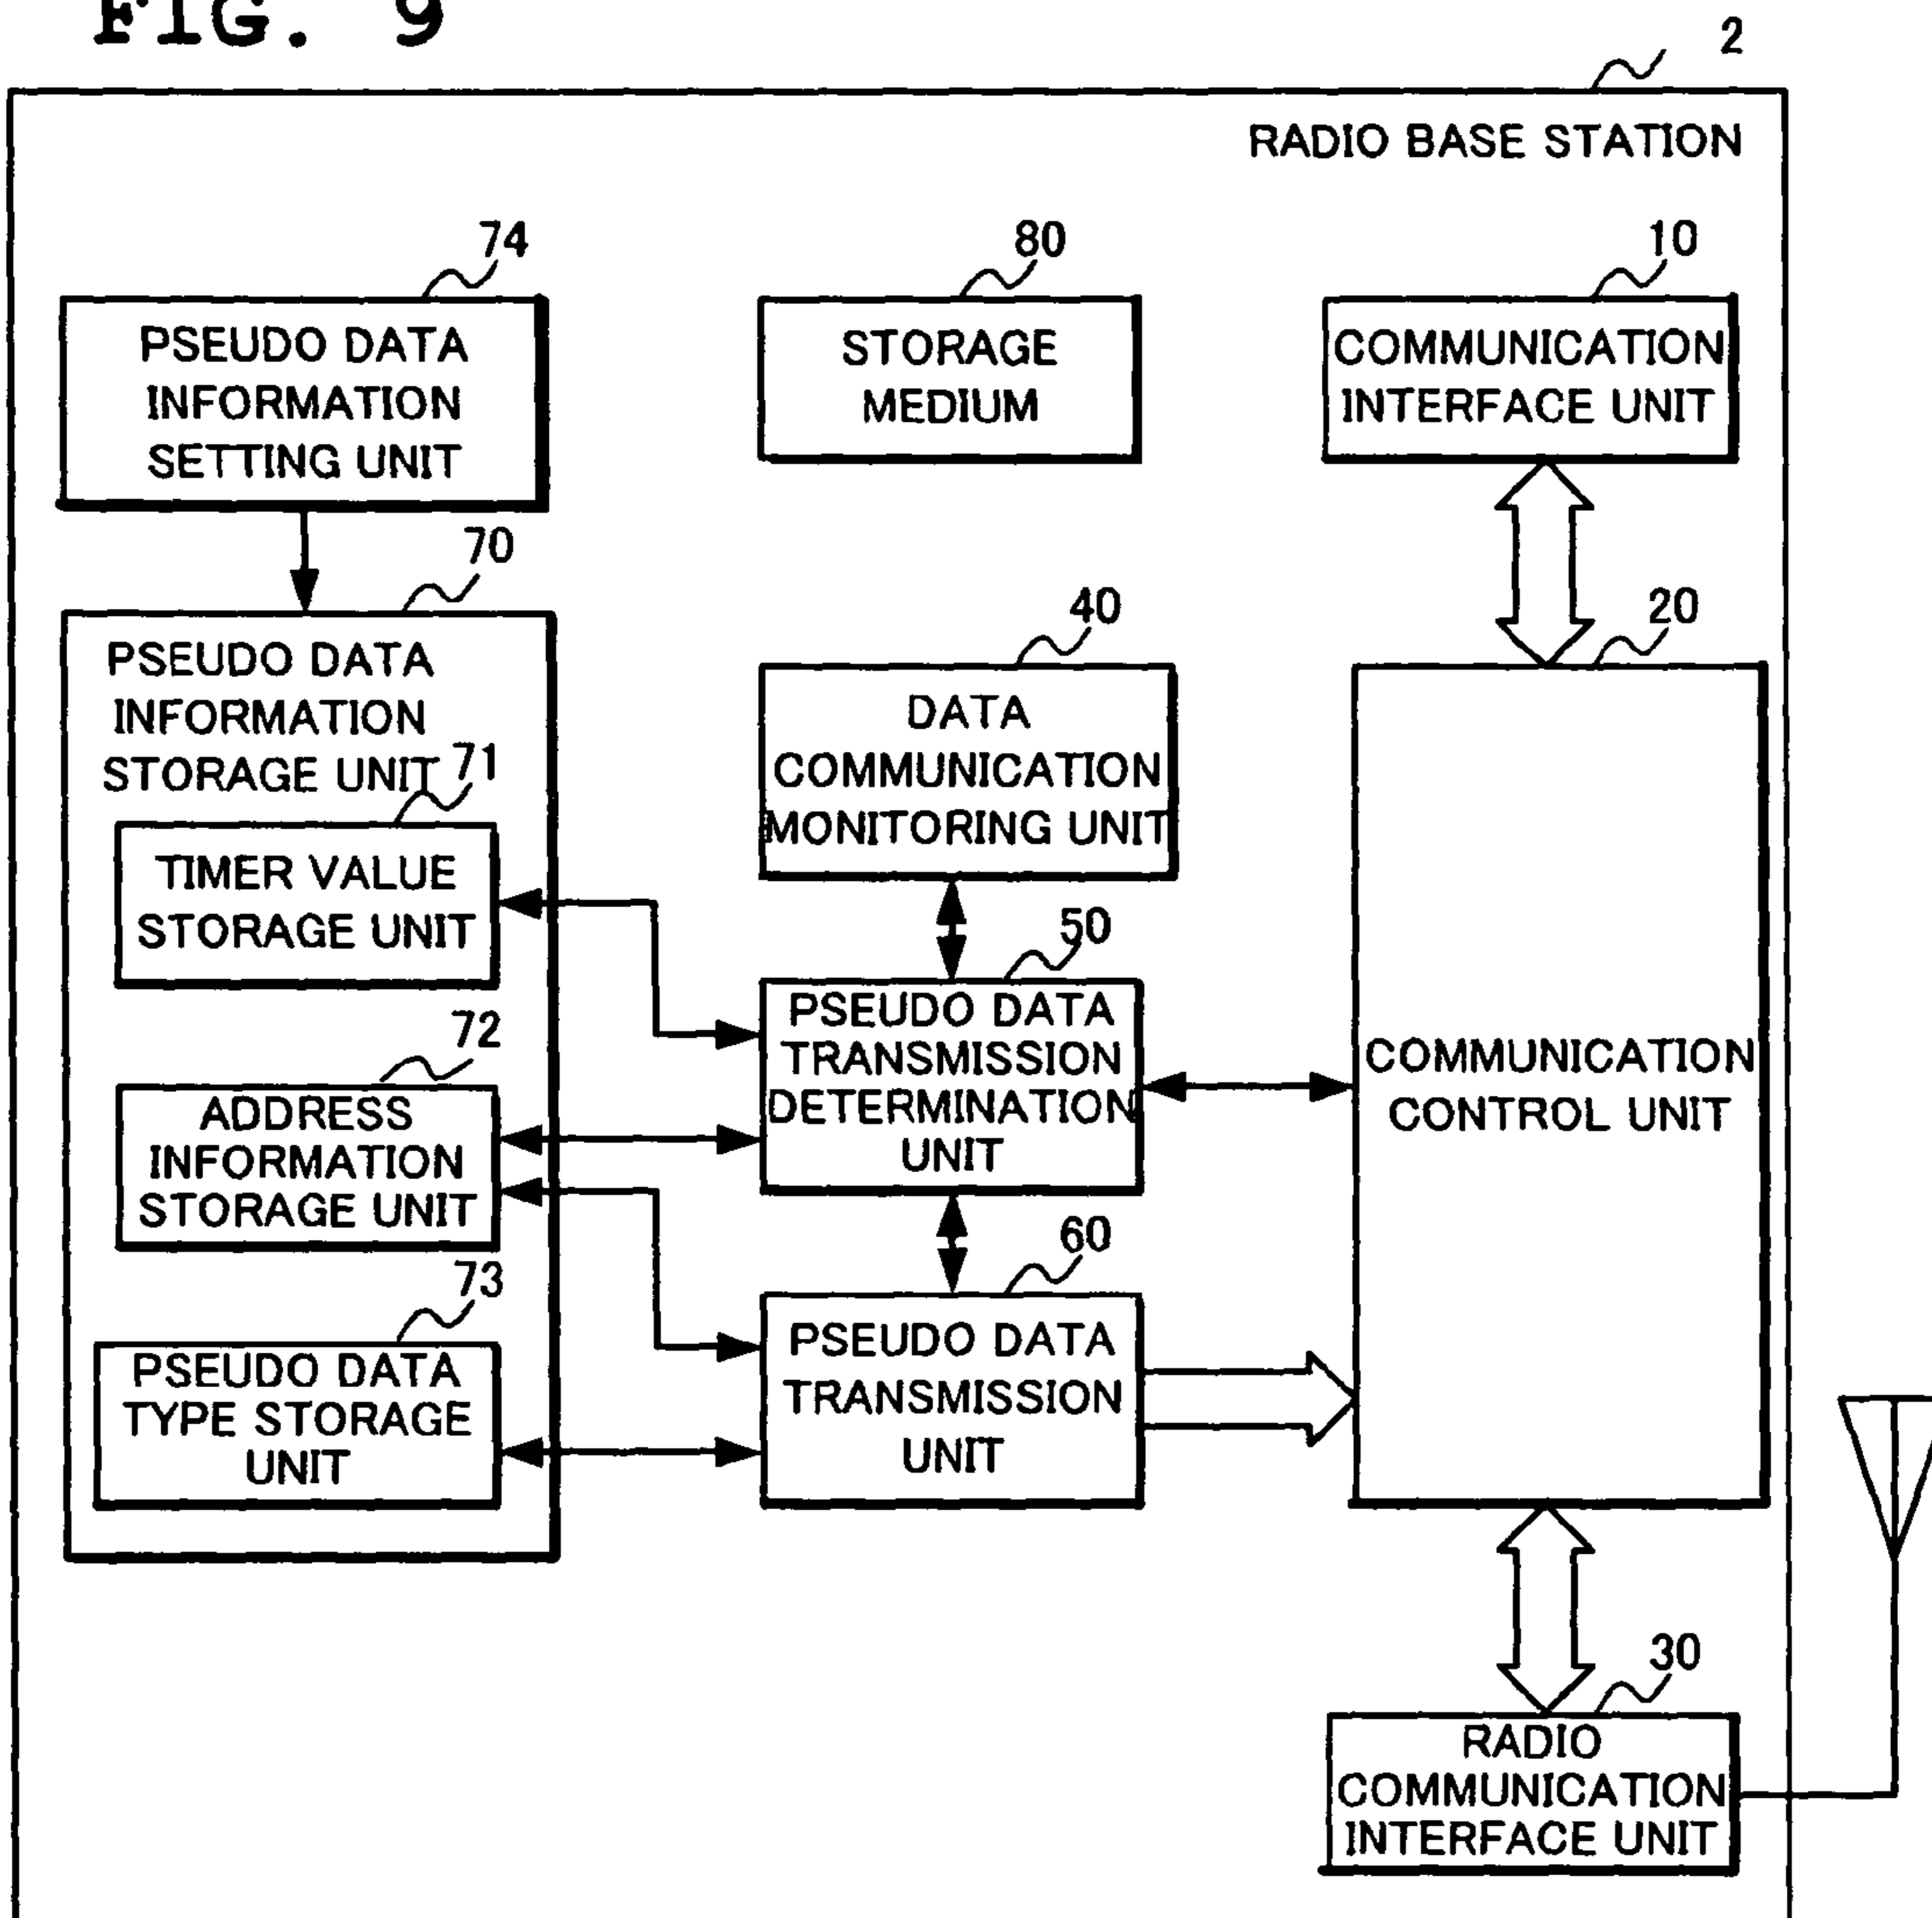 FIG. 9
2
RADIO BASE STATION
74
PSEUDO DATA
INFORMATION
SETTING UNIT
80
STORAGE
MEDIUM
10
COMMUNICATION
INTERFACE UNIT
70
PSEUDO DATA
INFORMATION
STORAGE UNIT
71
TIMER VALUE
STORAGE UNIT
72
ADDRESS
INFORMATION
STORAGE UNIT
73
PSEUDO DATA
TYPE STORAGE
UNIT
40
DATA
COMMUNICATION
MONITORING UNIT
50
PSEUDO DATA
TRANSMISSION
DETERMINATION
UNIT
60
PSEUDO DATA
TRANSMISSION
UNIT
20
COMMUNICATION
CONTROL UNIT
30
RADIO
COMMUNICATION
INTERFACE UNIT